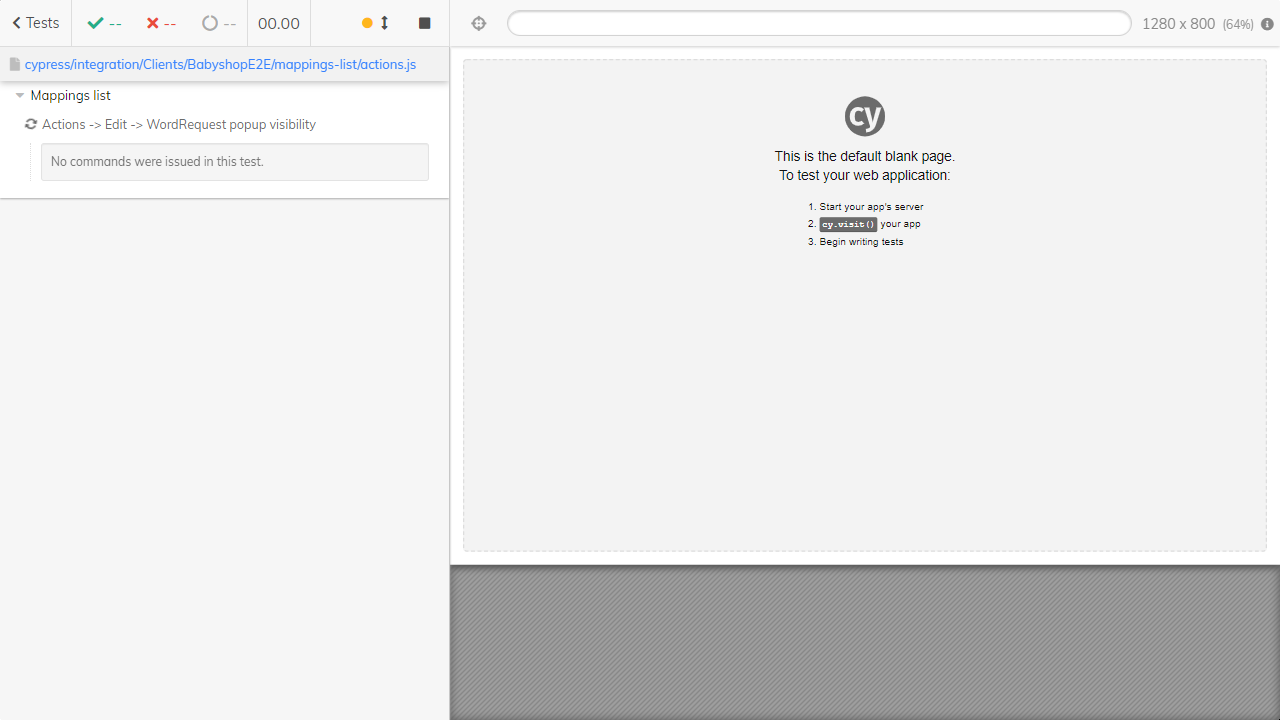 Tests
--
--
--
00.00
1280 x 800 (64%)
cypress/integration/Clients/BabyshopE2E/mappings-list/actions.js
Mappings list
Actions -> Edit -> WordRequest popup visibility
No commands were issued in this test.
cy
This is the default blank page.
To test your web application:
1. Start your app's server
2. cy.visit() your app
3. Begin writing tests